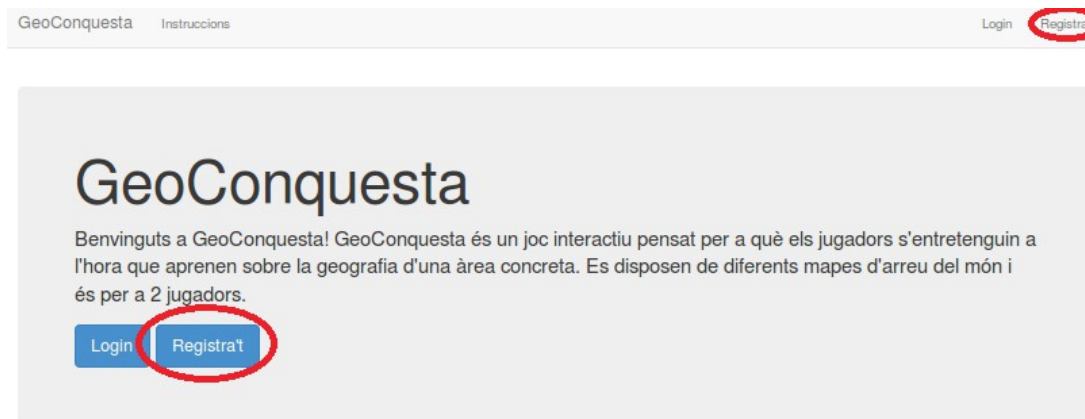 GeoConquesta Instruccions Login Registra
GeoConquesta
Benvinguts a GeoConquesta! GeoConquesta és un joc interactiu pensat per a què els jugadors s'entretenguin a
l'hora que aprenen sobre la geografia d'una àrea concreta. Es disposen de diferents mapes d'arreu del món i
és per a 2 jugadors.
Login Registra't